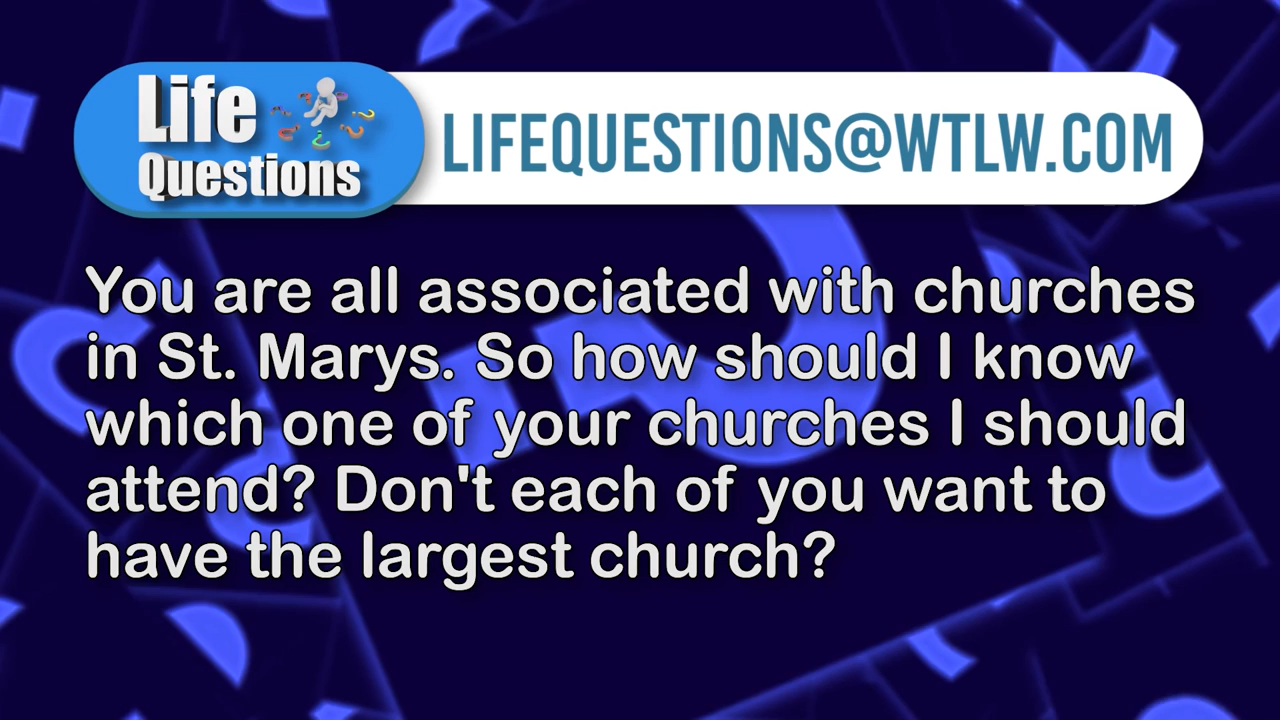 Life
Questions
LIFEQUESTIONS@WTLW.COM
You are all associated with churches
in St. Marys. So how should I know
which one of your churches I should
attend? Don't each of you want to
have the largest church?